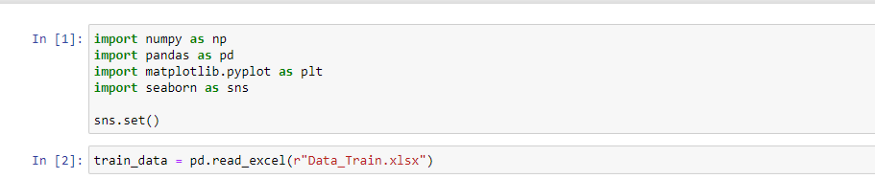 In [1]: import numpy as np
import pandas as pd
import matplotlib.pyplot as plt
import seaborn as sns
sns.set()
In [2]: train_data = pd.read_excel(r"Data_Train.xlsx")